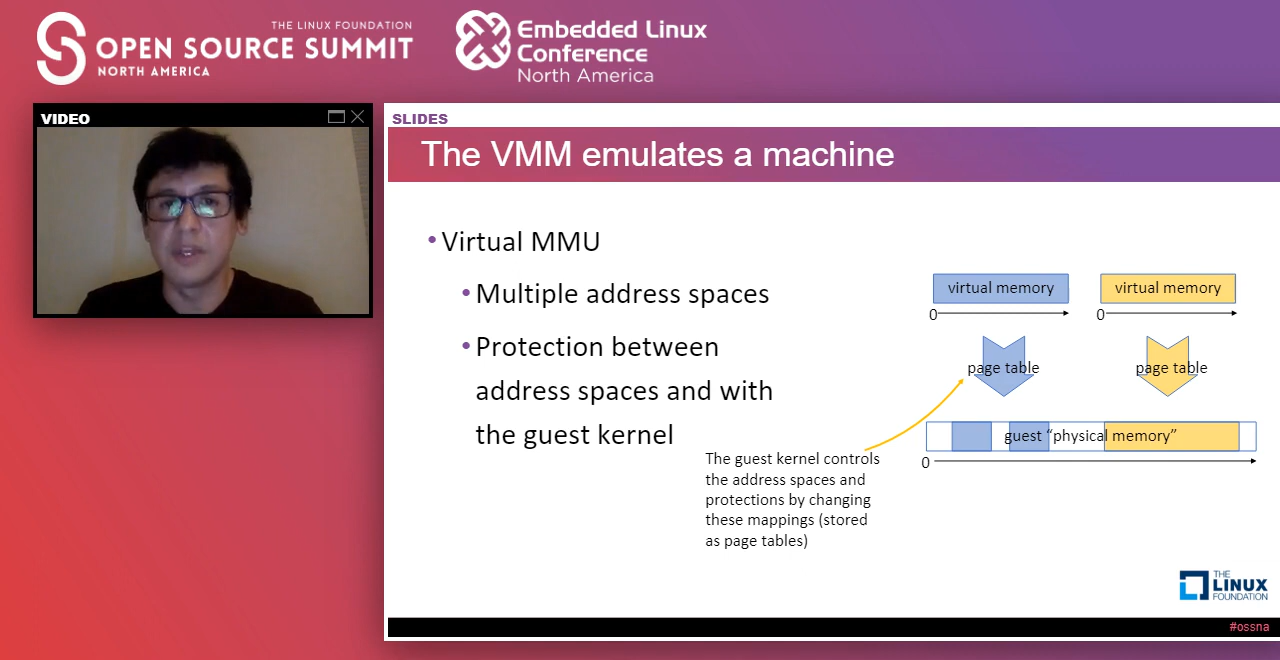 THE LINUX FOUNDATION
OPEN SOURCE SUMMIT
NORTH AMERICA
Embedded Linux
Conference
North America
VIDEO
SLIDES
The VMM emulates a machine
• Virtual MMU
• Multiple address spaces
• Protection between
address spaces and with
the guest kernel
virtual memory
virtual memory
0
0
page table
page table
guest “physical memory”
0
The guest kernel controls
the address spaces and
protections by changing
these mappings (stored
as page tables)
THE
LINUX
FOUNDATION
#ossna